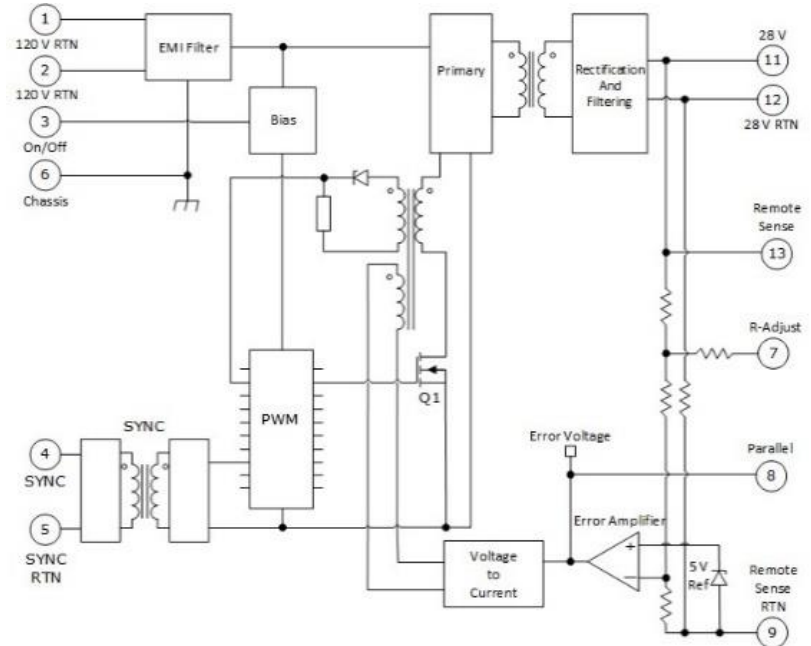 1
120 V RTN
2
120 V RTN
3
On/Off
6
Chassis
EMI Filter
Bias
Primary
Rectification
And
Filtering
28 V
11
12
28 V RTN
Remote
Sense
13
R-Adjust
7
Q1
PWM
SYNC
4
SYNC
5
SYNC
RTN
Error Voltage
Parallel
8
Error Amplifier
+
−
Voltage
to
Current
5 V
Ref
Remote
Sense
RTN
9